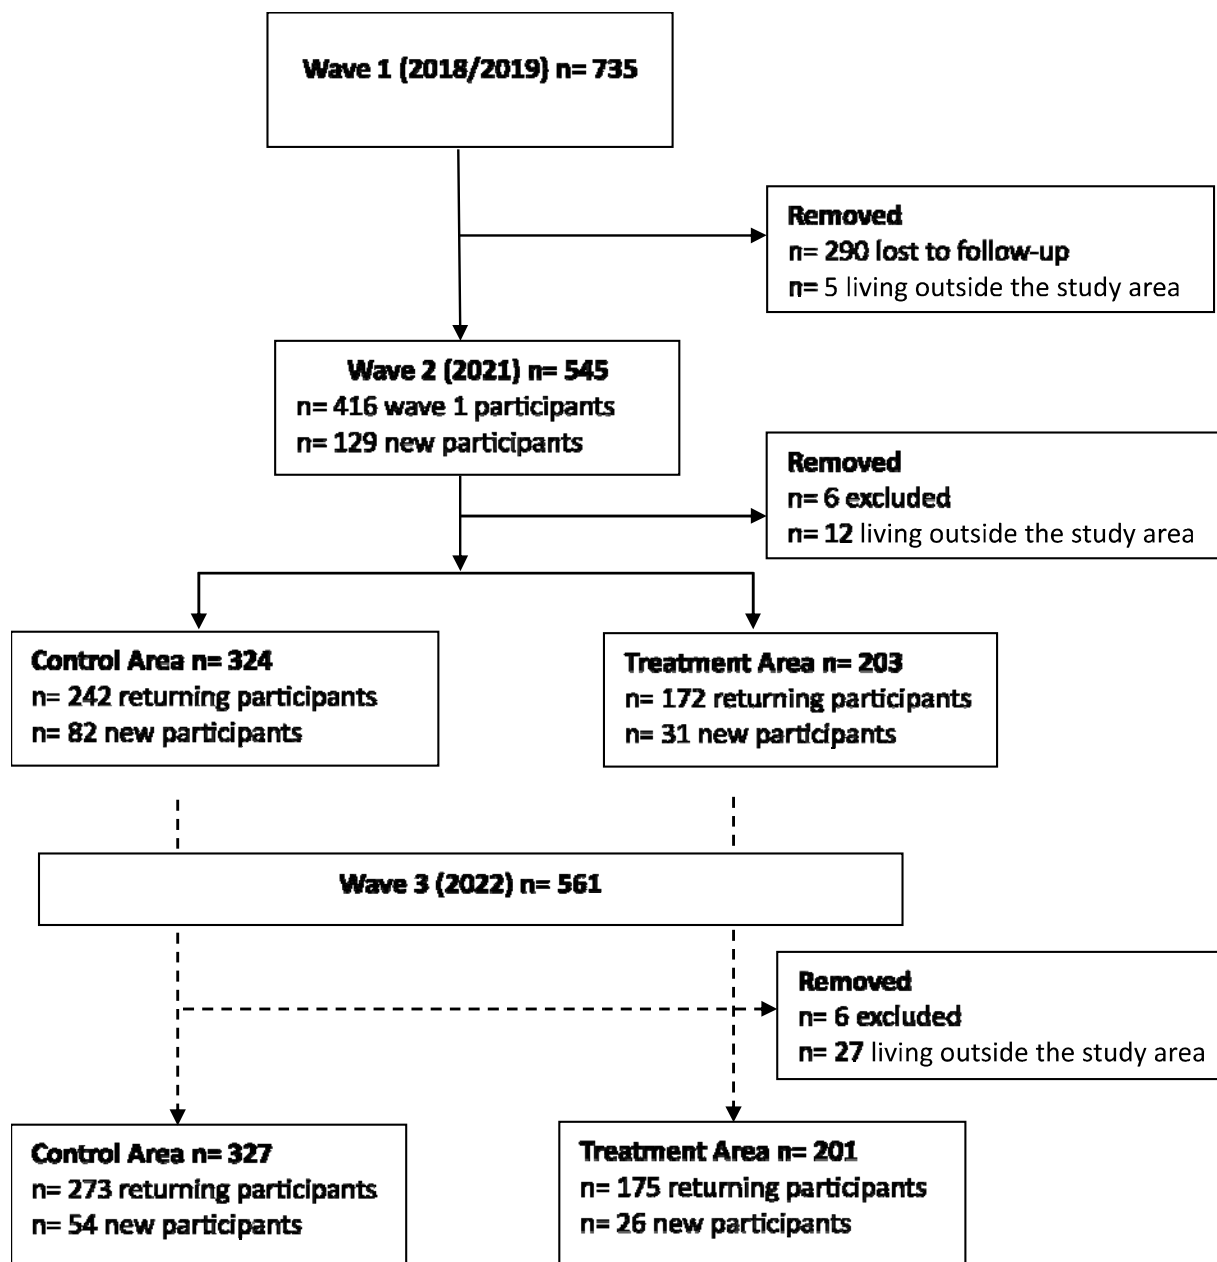 Wave 1 (2018/2019) n= 735
Removed
n= 290 lost to follow-up
n= 5 living outside the study area
Wave 2 (2021) n= 545
n= 416 wave 1 participants
n= 129 new participants
Removed
n= 6 excluded
n= 12 living outside the study area
Control Area n= 324
n= 242 returning participants
n= 82 new participants
Treatment Area n= 203
n= 172 returning participants
n= 31 new participants
Wave 3 (2022) n= 561
Removed
n= 6 excluded
n= 27 living outside the study area
Control Area n= 327
n= 273 returning participants
n= 54 new participants
Treatment Area n= 201
n= 175 returning participants
n= 26 new participants